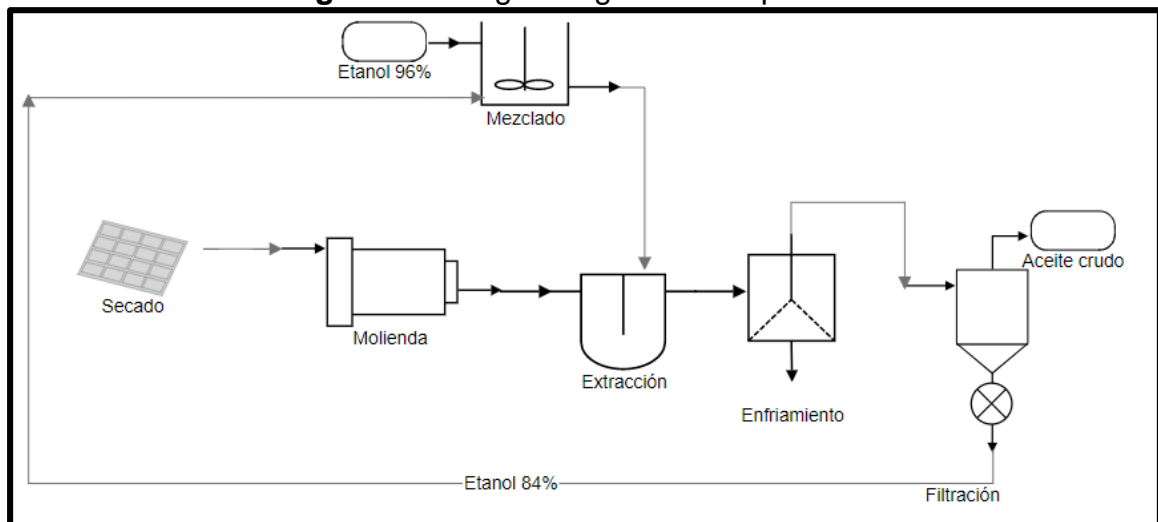 Etanol 96%
Mezclado
Secado
Molienda
Extracción
Enfriamiento
Aceite crudo
Filtración
Etanol 84%